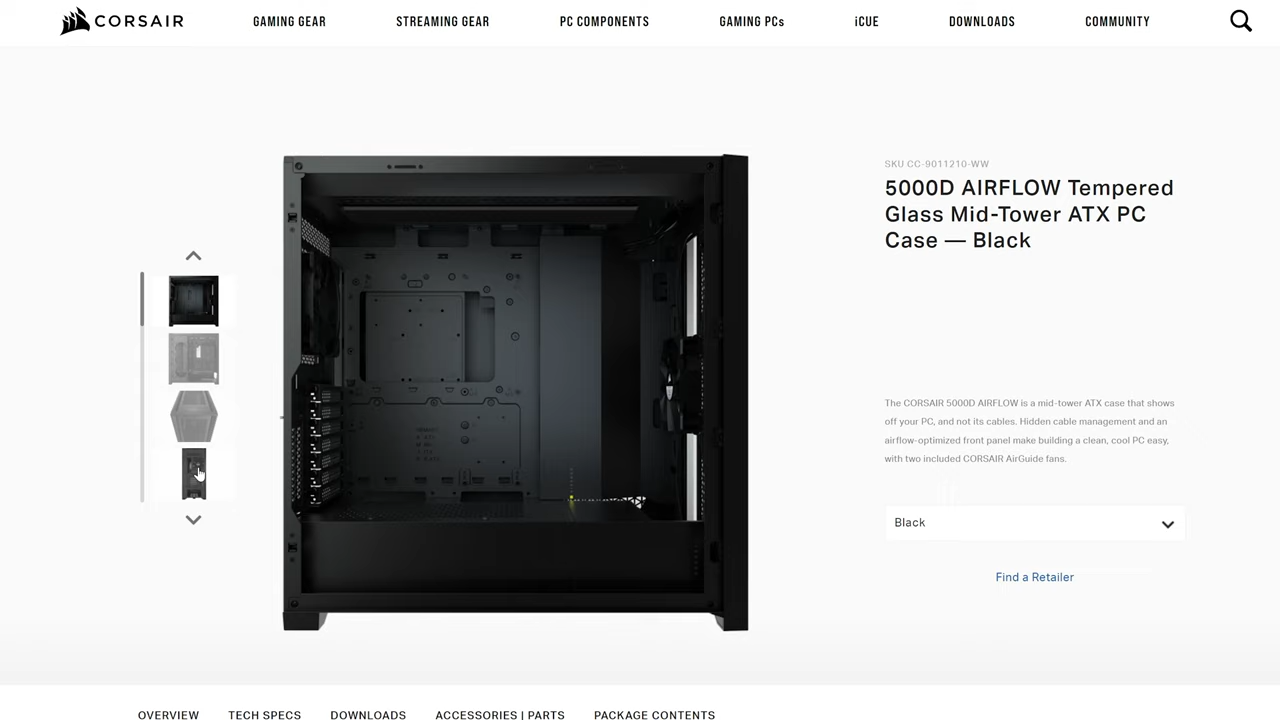 CORSAIR
GAMING GEAR
STREAMING GEAR
PC COMPONENTS
GAMING PCs
iCUE
DOWNLOADS
COMMUNITY
SKU CC-9011210-WW
5000D AIRFLOW Tempered
Glass Mid-Tower ATX PC
Case — Black
The CORSAIR 5000D AIRFLOW is a mid-tower ATX case that shows
off your PC, and not its cables. Hidden cable management and an
airflow-optimized front panel make building a clean, cool PC easy,
with two included CORSAIR AirGuide fans.
Black
Find a Retailer
OVERVIEW
TECH SPECS
DOWNLOADS
ACCESSORIES | PARTS
PACKAGE CONTENTS